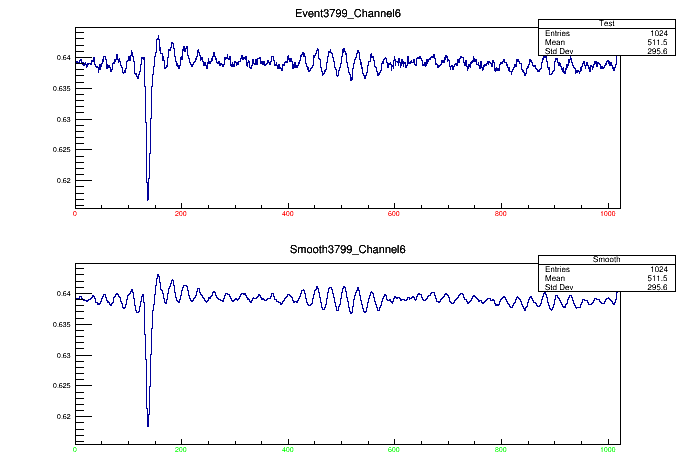 Event3799_Channel6
Test
Entries 1024
Mean 511.5
Std Dev 295.6
0.64
0.635
0.63
0.625
0.62
0 200 400 600 800 1000
Smooth3799_Channel6
Smooth
Entries 1024
Mean 511.5
Std Dev 295.6
0.64
0.635
0.63
0.625
0.62
0 200 400 600 800 1000